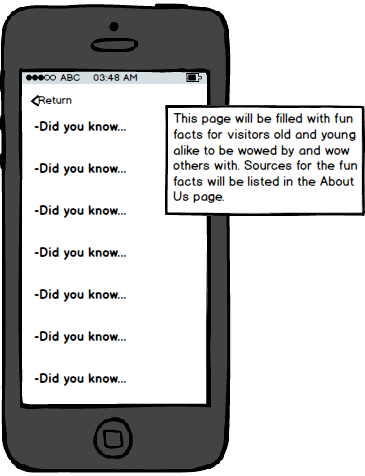 ABC 03:48 AM
Return
-Did you know...
-Did you know...
-Did you know...
-Did you know...
-Did you know...
-Did you know...
-Did you know...
This page will be filled with fun
facts for visitors old and young
alike to be wowed by and wow
others with. Sources for the fun
facts will be listed in the About
Us page.